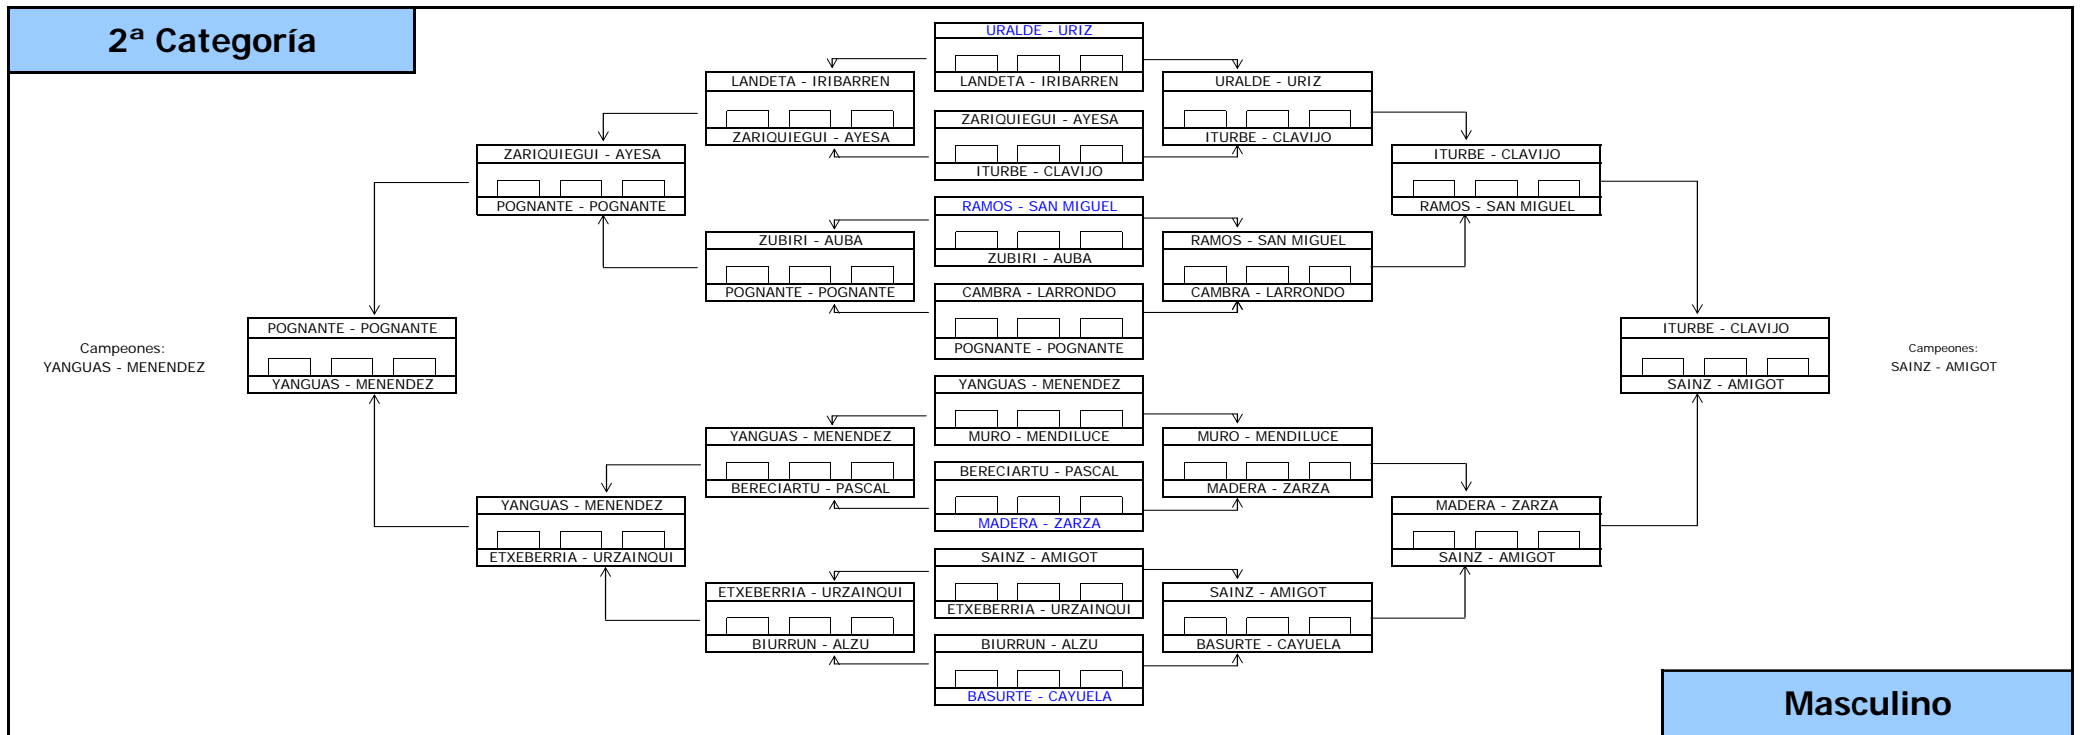 2ª Categoría
URALDE - URIZ
LANDETA - IRIBARREN
LANDETA - IRIBARREN
URALDE - URIZ
ZARIQUIEGUI - AYESA
ZARIQUIEGUI - AYESA
ITURBE - CLAVIJO
ZARIQUIEGUI - AYESA
ITURBE - CLAVIJO
ITURBE - CLAVIJO
POGNANTE - POGNANTE
RAMOS - SAN MIGUEL
RAMOS - SAN MIGUEL
ZUBIRI - AUBA
RAMOS - SAN MIGUEL
ZUBIRI - AUBA
POGNANTE - POGNANTE
CAMBRA - LARRONDO
CAMBRA - LARRONDO
POGNANTE - POGNANTE
POGNANTE - POGNANTE
ITURBE - CLAVIJO
Campeones:
YANGUAS - MENENDEZ
Campeones:
SAINZ - AMIGOT
YANGUAS - MENENDEZ
YANGUAS - MENENDEZ
SAINZ - AMIGOT
YANGUAS - MENENDEZ
MURO - MENDILUCE
MURO - MENDILUCE
BERECIARTU - PASCAL
BERECIARTU - PASCAL
MADERA - ZARZA
YANGUAS - MENENDEZ
MADERA - ZARZA
MADERA - ZARZA
ETXEBERRIA - URZAINQUI
SAINZ - AMIGOT
SAINZ - AMIGOT
ETXEBERRIA - URZAINQUI
SAINZ - AMIGOT
ETXEBERRIA - URZAINQUI
BIURRUN - ALZU
BIURRUN - ALZU
BASURTE - CAYUELA
BASURTE - CAYUELA
Masculino